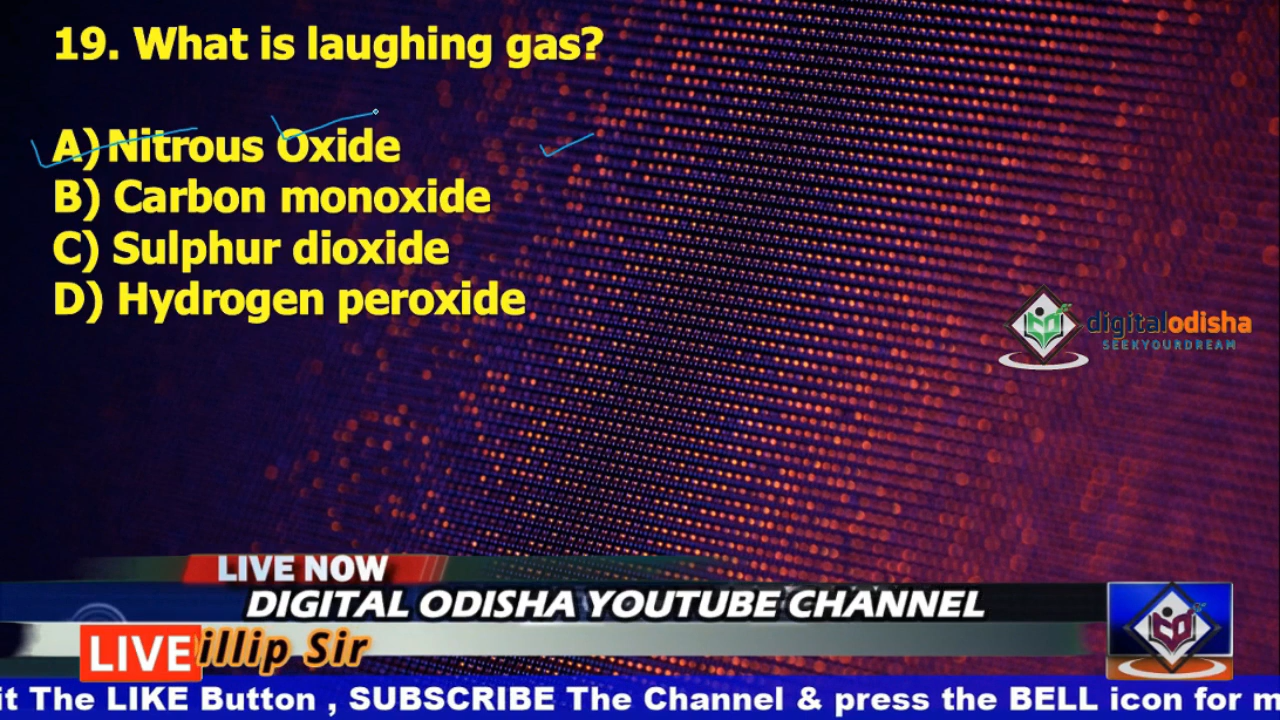 19. What is laughing gas?
A) Nitrous Oxide
B) Carbon monoxide
C) Sulphur dioxide
D) Hydrogen peroxide
digitalodisha
SEEKYOURDREAM
LIVE NOW
DIGITAL ODISHA YOUTUBE CHANNEL
LIVE illip Sir
it The LIKE Button , SUBSCRIBE The Channel & press the BELL icon for m